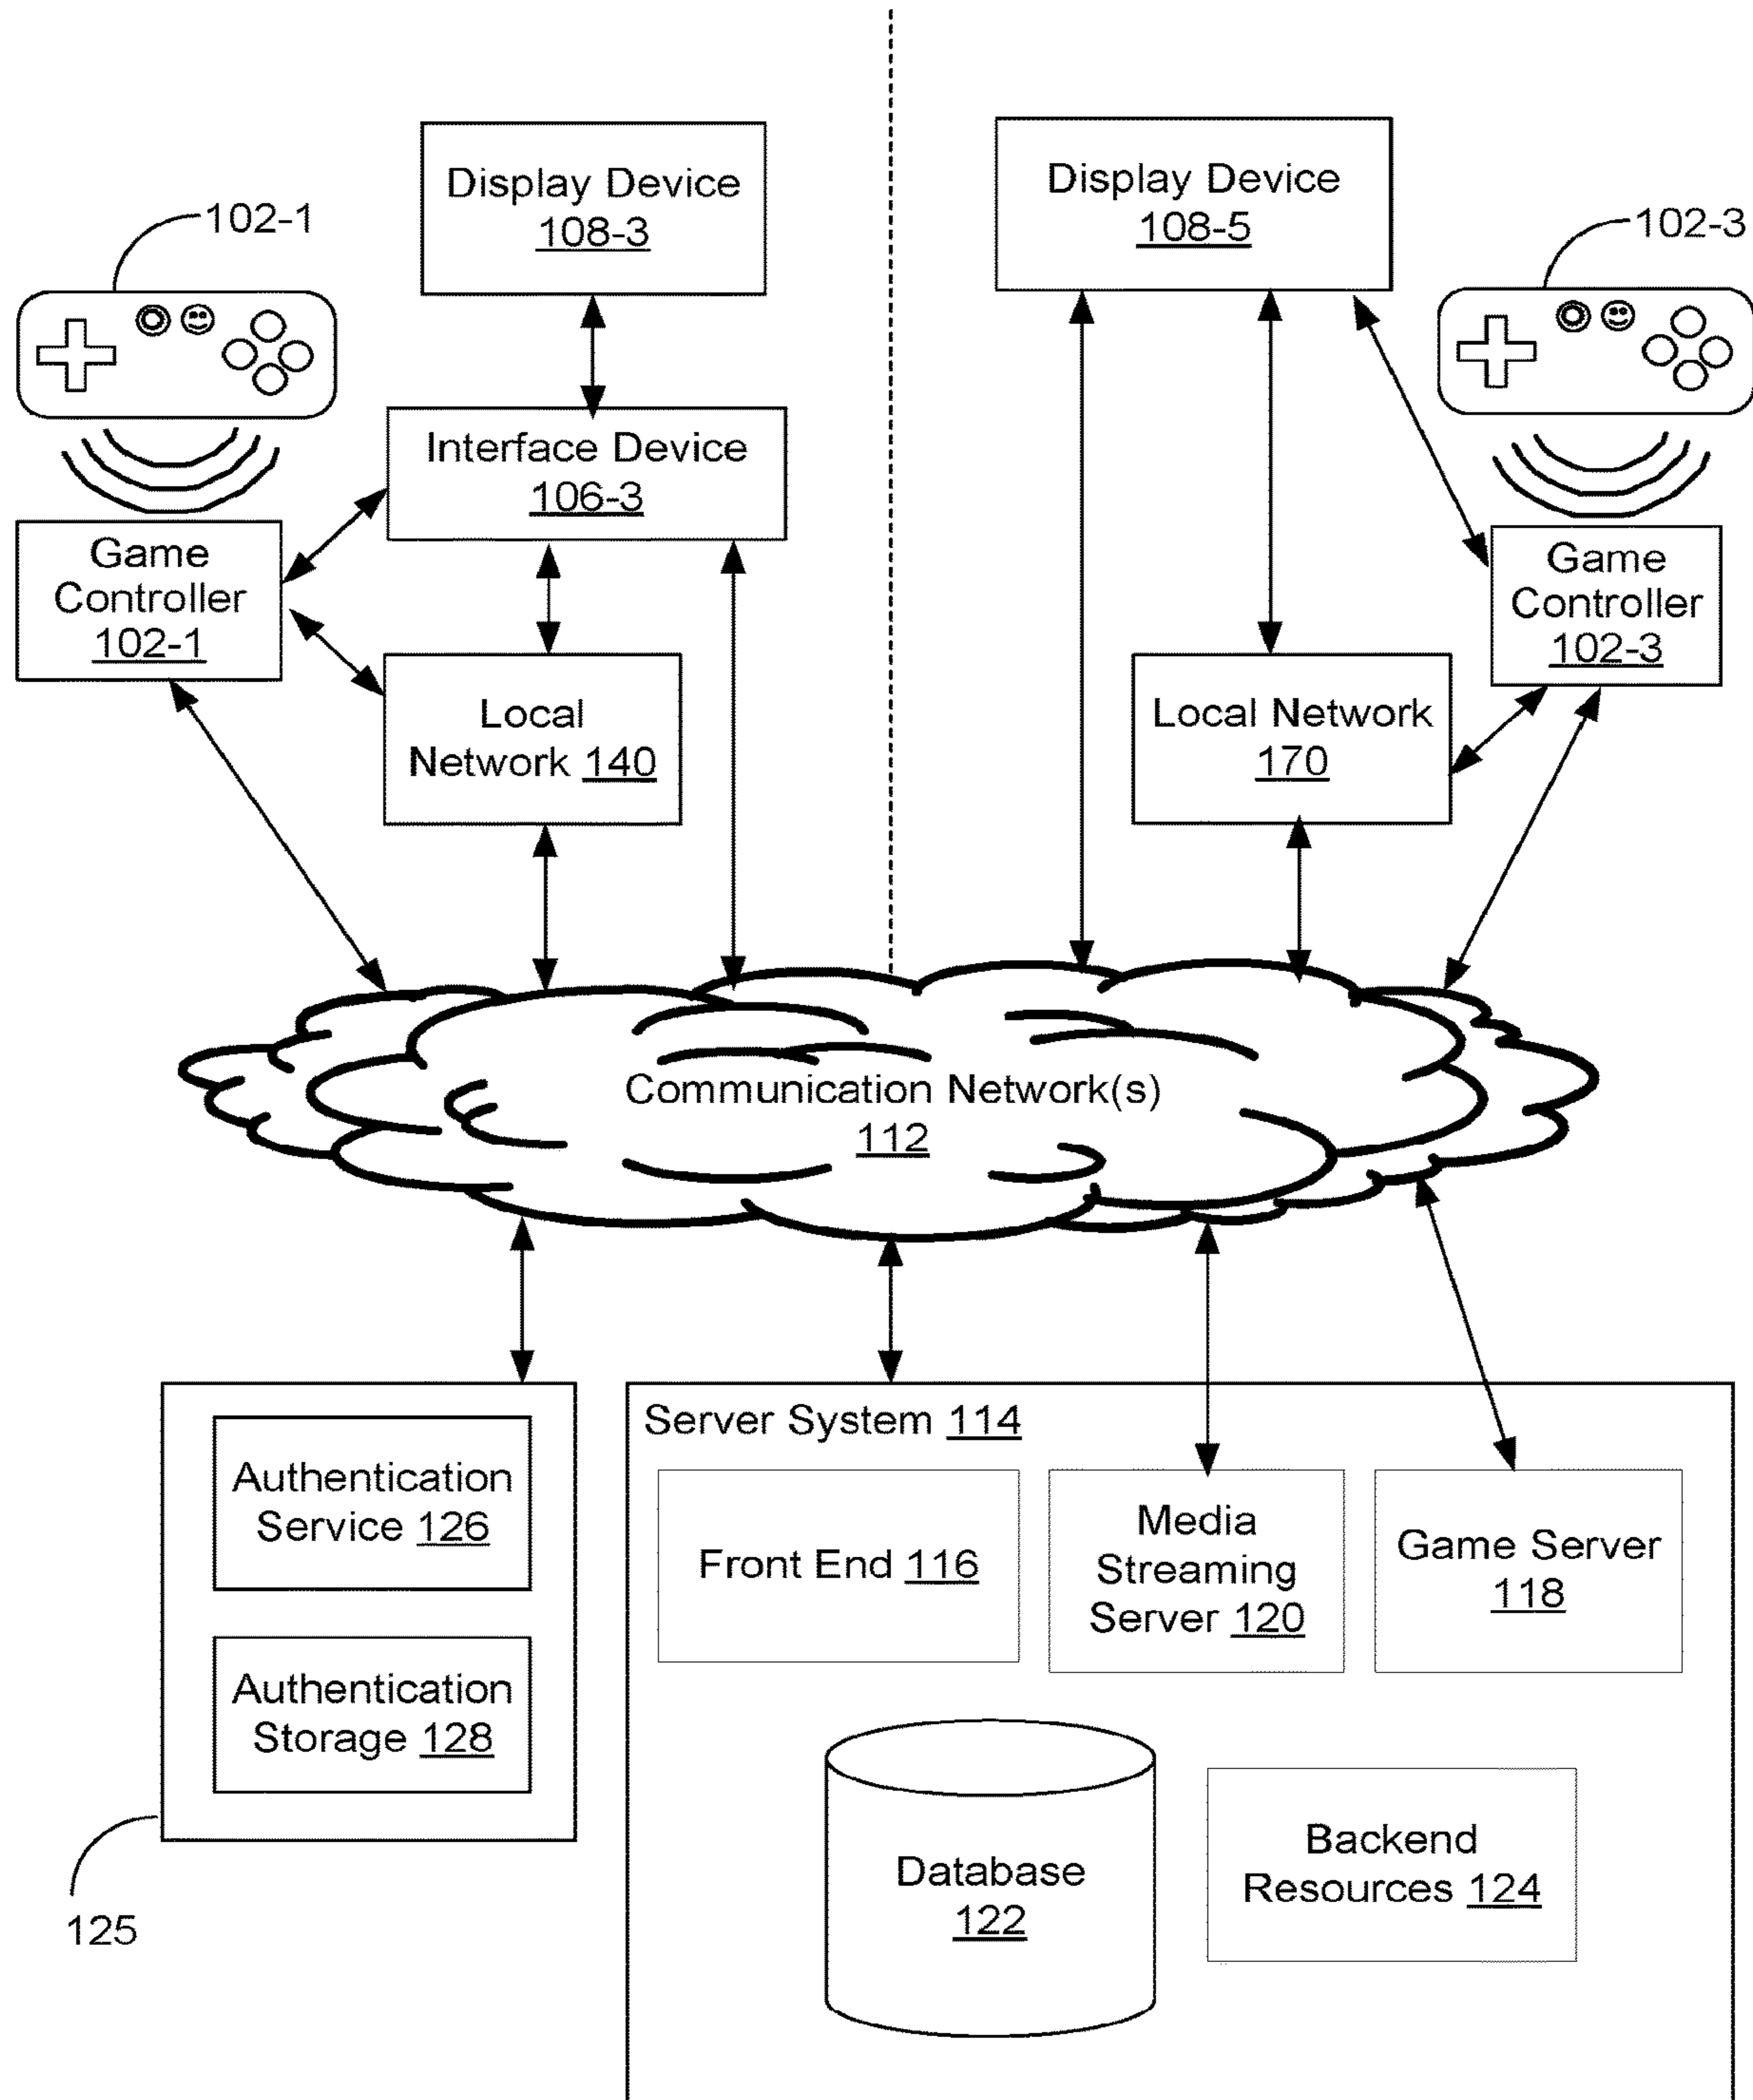 Display Device
108-3
Display Device
108-5
102-1
102-3
Interface Device
106-3
Game
Controller
102-1
Game
Controller
102-3
Local
Network 140
Local Network
170
Communication Network(s)
112
Server System 114
Authentication
Service 126
Front End 116
Media
Streaming
Server 120
Game Server
118
Authentication
Storage 128
Database
122
Backend
Resources 124
125